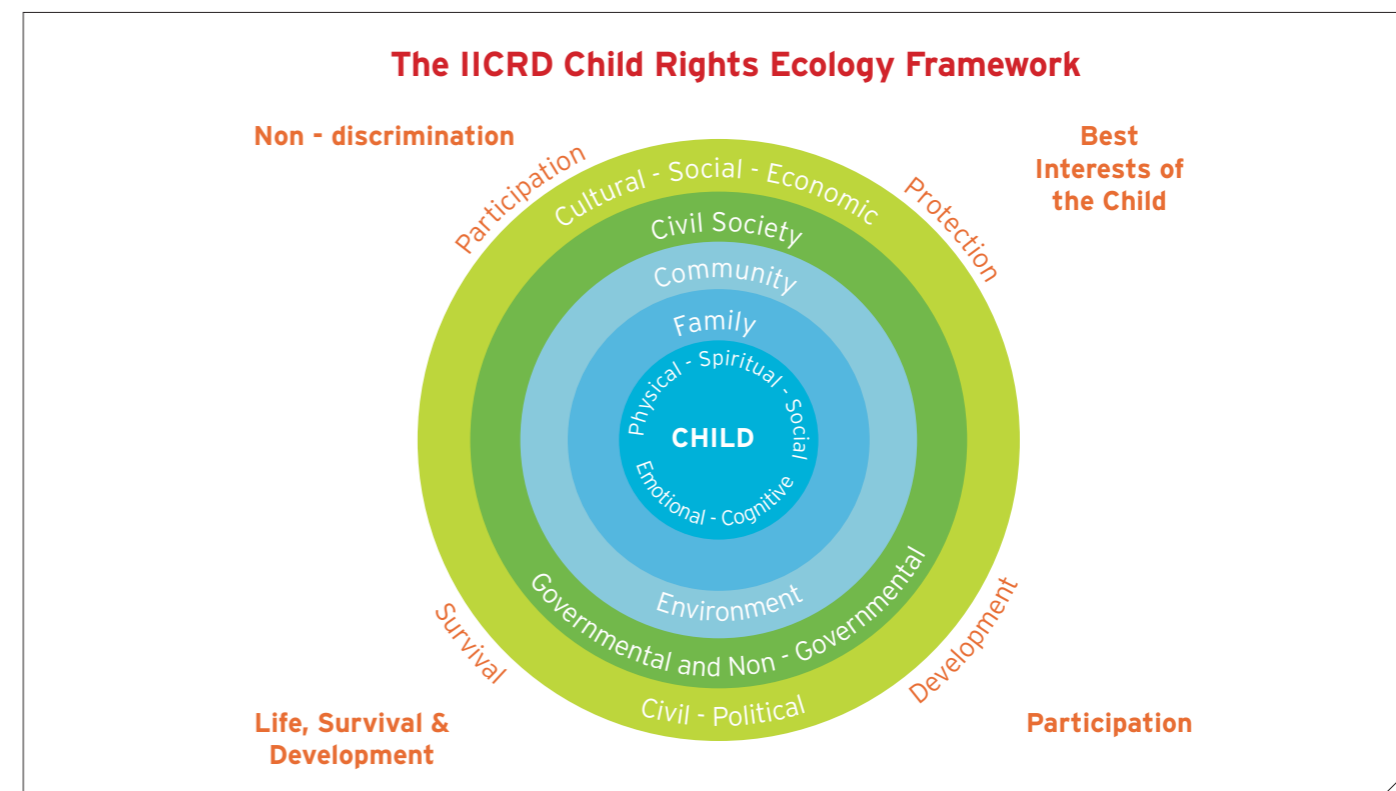 The IICRD Child Rights Ecology Framework
Non - discrimination
Best
Interests of
the Child
Participation
Protection
Cultural - Social - Economic
Civil Society
Community
Family
Physical - Spiritual - Social
CHILD
Emotional - Cognitive
Environment
Governmental and Non - Governmental
Civil - Political
Survival
Development
Life, Survival &
Development
Participation